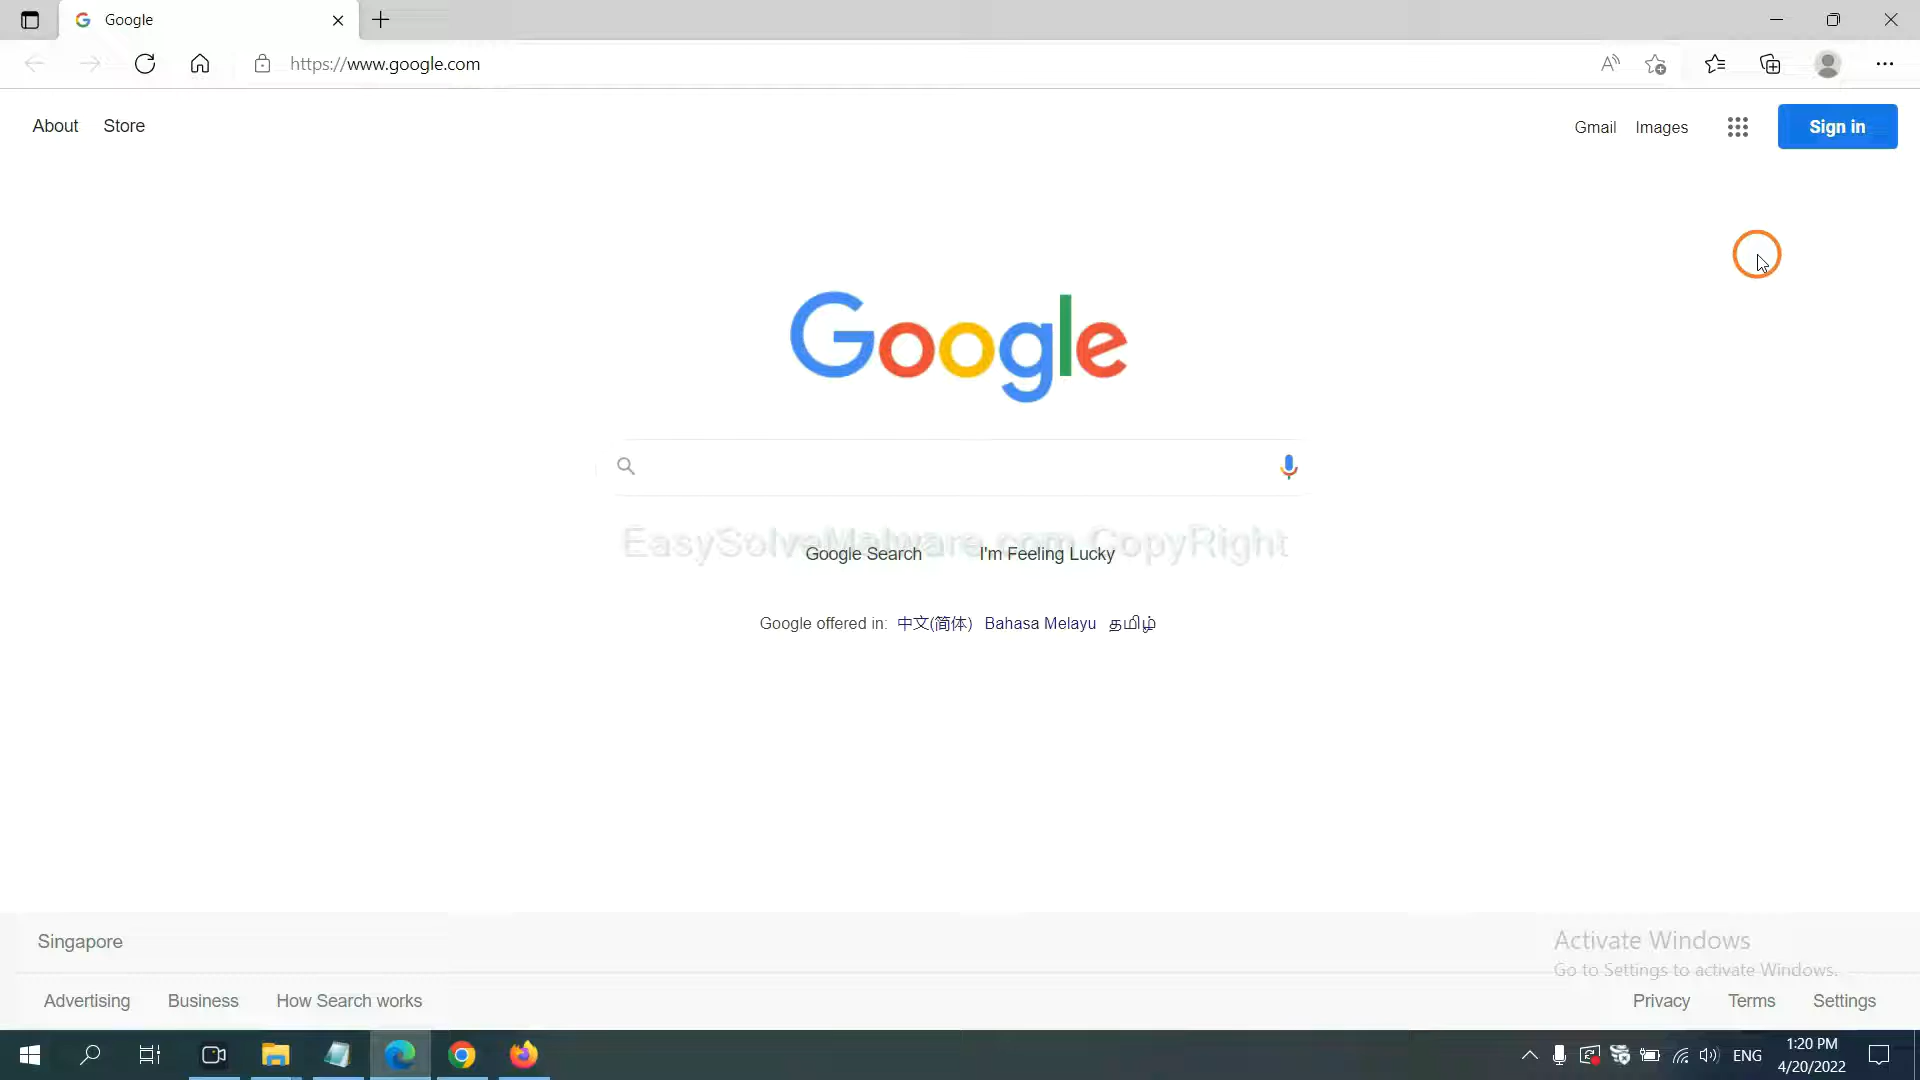 Google
https://www.google.com
About Store
Gmail Images Sign in
Google
EasySolveMalware.com CopyRight
Google Search I'm Feeling Lucky
Google offered in: 中文(简体) Bahasa Melayu தமிழ்
Singapore
Activate Windows
Go to Settings to activate Windows.
Advertising Business How Search works
Privacy Terms Settings
ENG
1:20 PM
4/20/2022